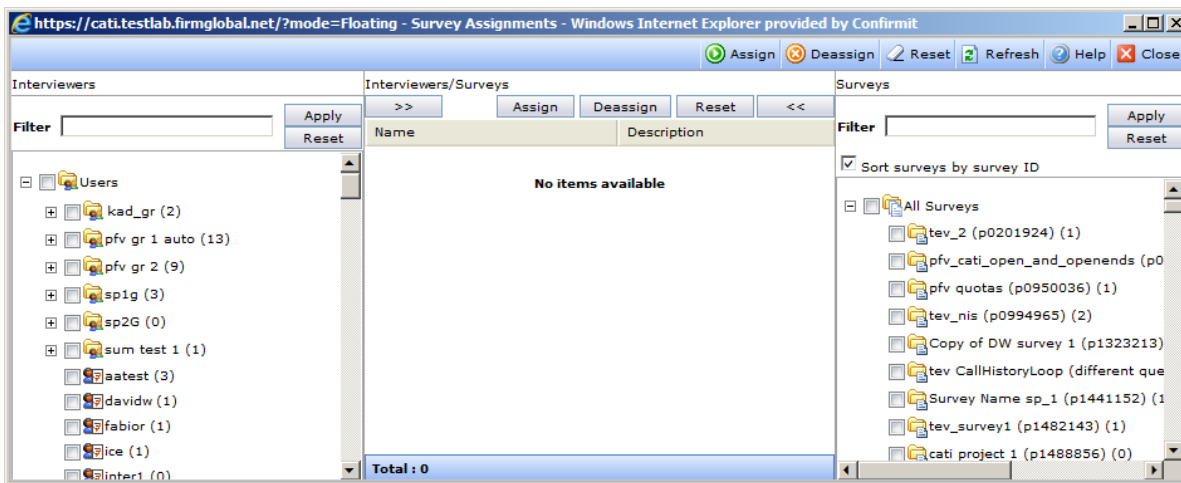 https://cati.testlab.firmglobal.net/?mode=Floating - Survey Assignments - Windows Internet Explorer provided by Confirmit
Assign Deassign Reset Refresh Help Close
Interviewers
Filter
Apply
Reset
Users
kad_gr (2)
pfv gr 1 auto (13)
pfv gr 2 (9)
sp1g (3)
sp2G (0)
sum test 1 (1)
aatest (3)
davidw (1)
fabior (1)
ice (1)
inter1 (0)
Interviewers/Surveys
>> Assign Deassign Reset <<
Name Description
No items available
Total : 0
Surveys
Filter
Apply
Reset
Sort surveys by survey ID
All Surveys
tev_2 (p0201924) (1)
pfv_cati_open_and_openends (p0
pfv quotas (p0950036) (1)
tev_nis (p0994965) (2)
Copy of DW survey 1 (p1323213)
tev CallHistoryLoop (different que
Survey Name sp_1 (p1441152) (1
tev_survey1 (p1482143) (1)
cati project 1 (p1488856) (0)